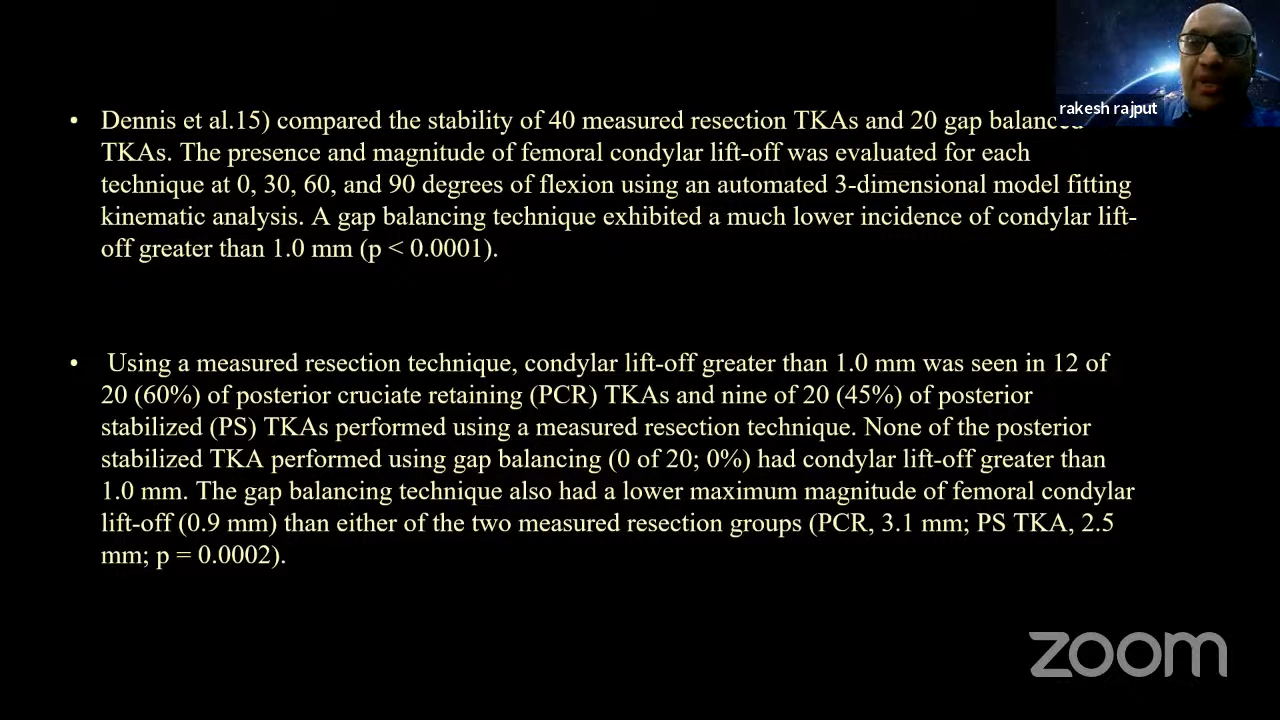 • Dennis et al.15) compared the stability of 40 measured resection TKAs and 20 gap balanced
TKAs. The presence and magnitude of femoral condylar lift-off was evaluated for each
technique at 0, 30, 60, and 90 degrees of flexion using an automated 3-dimensional model fitting
kinematic analysis. A gap balancing technique exhibited a much lower incidence of condylar lift-
off greater than 1.0 mm (p < 0.0001).
• Using a measured resection technique, condylar lift-off greater than 1.0 mm was seen in 12 of
20 (60%) of posterior cruciate retaining (PCR) TKAs and nine of 20 (45%) of posterior
stabilized (PS) TKAs performed using a measured resection technique. None of the posterior
stabilized TKA performed using gap balancing (0 of 20; 0%) had condylar lift-off greater than
1.0 mm. The gap balancing technique also had a lower maximum magnitude of femoral condylar
lift-off (0.9 mm) than either of the two measured resection groups (PCR, 3.1 mm; PS TKA, 2.5
mm; p = 0.0002).
rakesh rajput
zoom